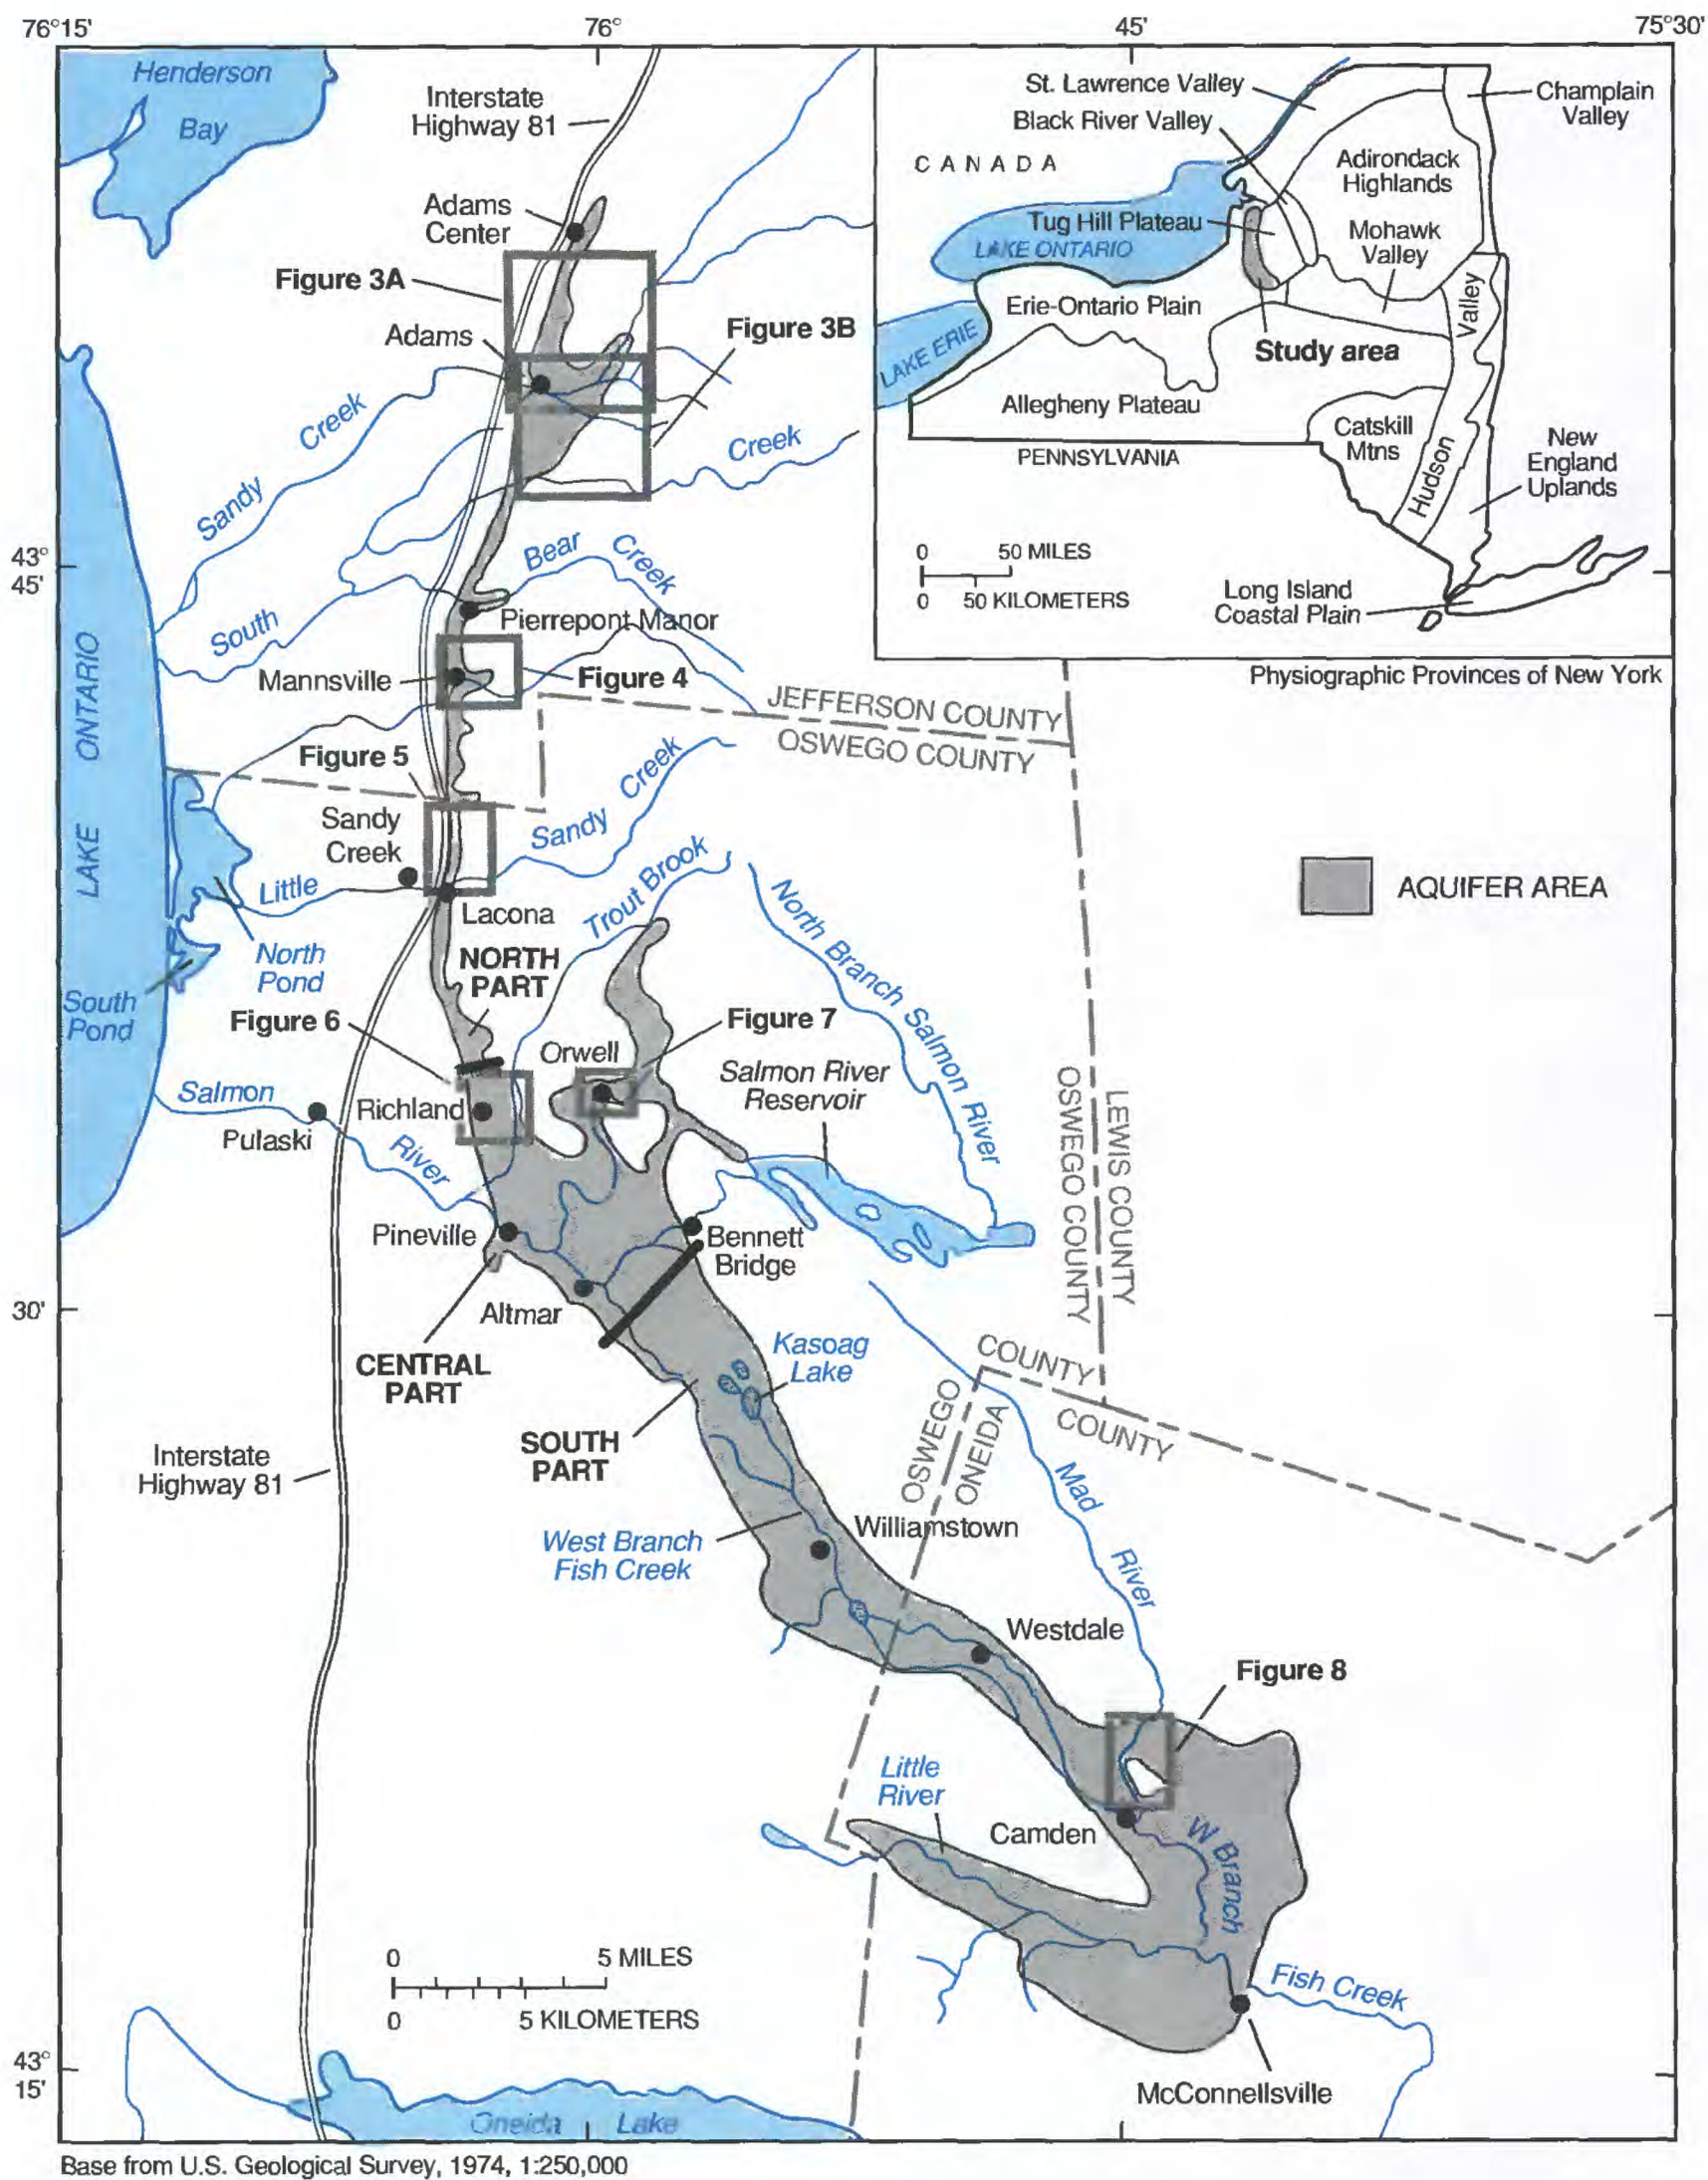 76°15'
76°
45'
75°30'
Henderson
Bay
Interstate
Highway 81
St. Lawrence Valley
Black River Valley
Champlain
Valley
CANADA
Adirondack
Highlands
Tug Hill Plateau
LAKE ONTARIO
Mohawk
Valley
Adams
Center
Figure 3A
Erie-Ontario Plain
Valley
Figure 3B
Adams
LAKE ERIE
Study area
Allegheny Plateau
Catskill
Mtns
PENNSYLVANIA
Hudson
New
England
Uplands
Sandy Creek
Creek
43°
45'
Bear Creek
0 50 MILES
0 50 KILOMETERS
Long Island
Coastal Plain
South
Pierrepont Manor
Physiographic Provinces of New York
Mannsville
Figure 4
LAKE ONTARIO
JEFFERSON COUNTY
OSWEGO COUNTY
Figure 5
Sandy
Creek
Sandy Creek
Little
Lacona
Trout Brook
AQUIFER AREA
North
Pond
South
Pond
NORTH
PART
North Branch Salmon River
Figure 6
Figure 7
Orwell
Salmon River
Reservoir
Salmon
River
Richland
Pulaski
OSWEGO COUNTY
LEWIS COUNTY
Pineville
Bennett
Bridge
30'
Altmar
CENTRAL
PART
Kasoag
Lake
COUNTY
COUNTY
OSWEGO
ONEIDA
SOUTH
PART
Interstate
Highway 81
Mad
River
Williamstown
West Branch
Fish Creek
Westdale
Figure 8
Little
River
Camden
W Branch
0 5 MILES
0 5 KILOMETERS
Fish Creek
43°
15'
McConnellsville
Oneida Lake
Base from U.S. Geological Survey, 1974, 1:250,000